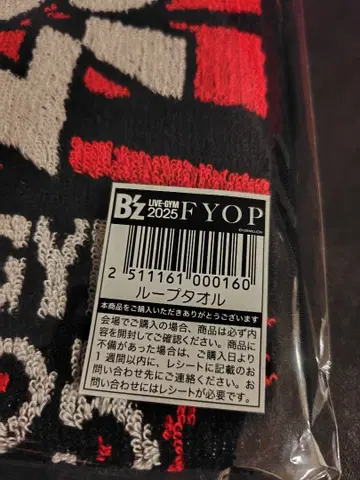 B'z LIVE-GYM 2025 FYOP
2 511161 000160
ループタオル
本商品をご購入いただきありがとうございます
会場でご購入の場合、商品は必ず内
容を開封してご確認ください。商品に
不備があった場合は、ご購入日より
1週間以内に、レシートに記載のお
問い合わせ先にご連絡ください。お
問い合わせにはレシートが必要です。